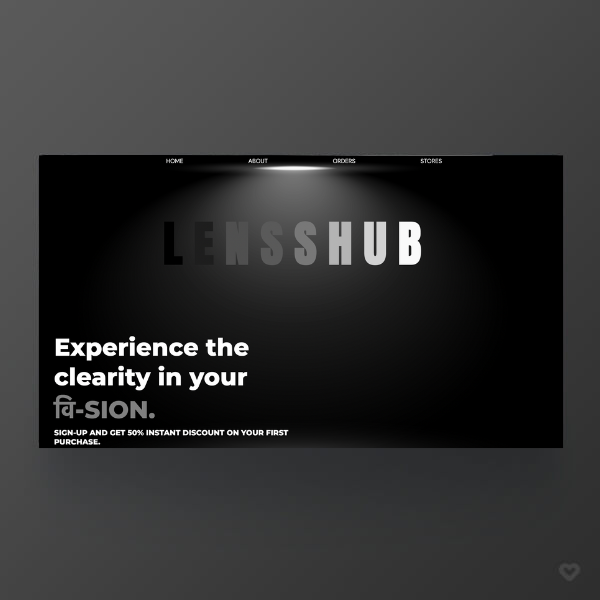 HOME ABOUT ORDERS STORES
LENSSHUB
Experience the
clearity in your
वि-SION.
SIGN-UP AND GET 50% INSTANT DISCOUNT ON YOUR FIRST
PURCHASE.